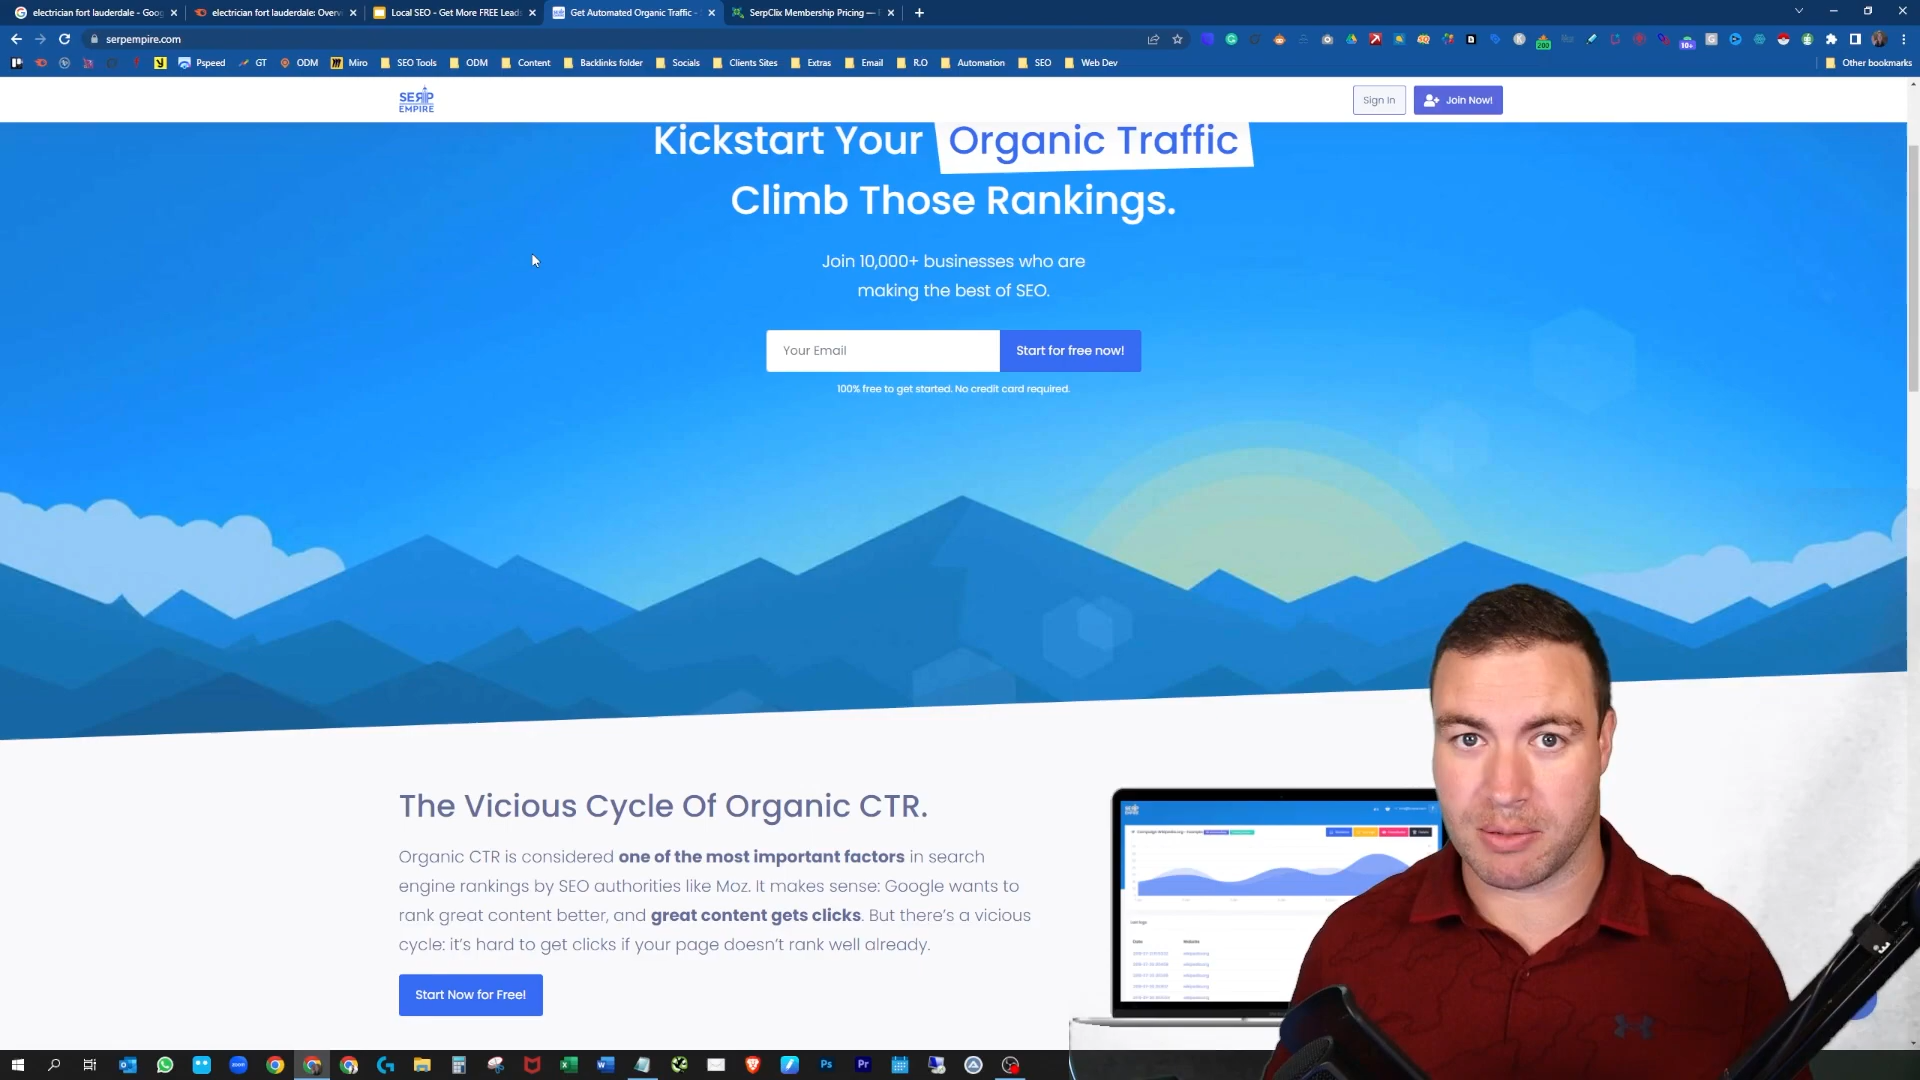 electrician fort lauderdale - Goog
electrician fort lauderdale: Overv
Local SEO - Get More FREE Lead
Get Automated Organic Traffic -
SerpClix Membership Pricing —
serpempire.com
Pspeed
GT
ODM
Miro
SEO Tools
ODM
Content
Backlinks folder
Socials
Clients Sites
Extras
Email
R.O
Automation
SEO
Web Dev
Other bookmarks
SERP
EMPIRE
Sign In
Join Now!
Kickstart Your Organic Traffic
Climb Those Rankings.
Join 10,000+ businesses who are
making the best of SEO.
Your Email
Start for free now!
100% free to get started. No credit card required.
The Vicious Cycle Of Organic CTR.
Organic CTR is considered one of the most important factors in search
engine rankings by SEO authorities like Moz. It makes sense: Google wants to
rank great content better, and great content gets clicks. But there's a vicious
cycle: it's hard to get clicks if your page doesn't rank well already.
Start Now for Free!